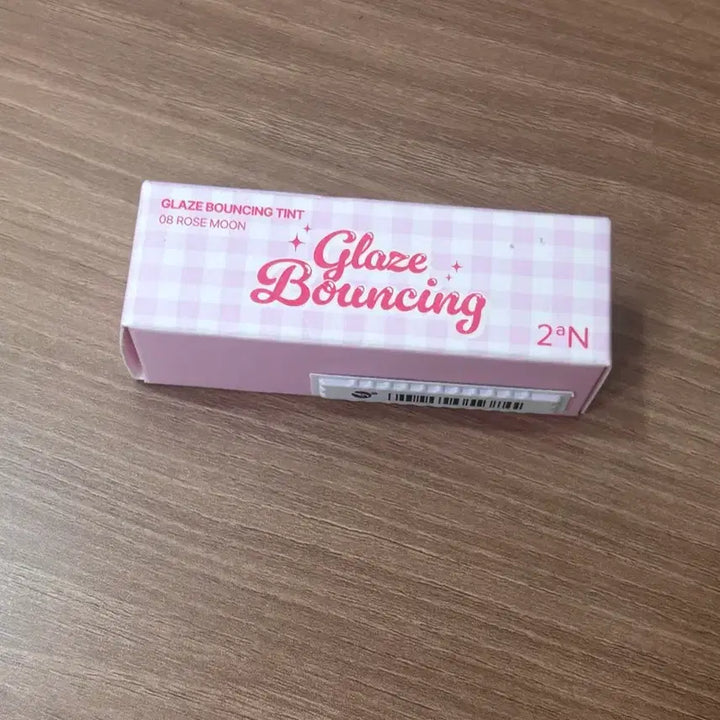 GLAZE BOUNCING TINT
08 ROSE MOON
Glaze
Bouncing
2aN